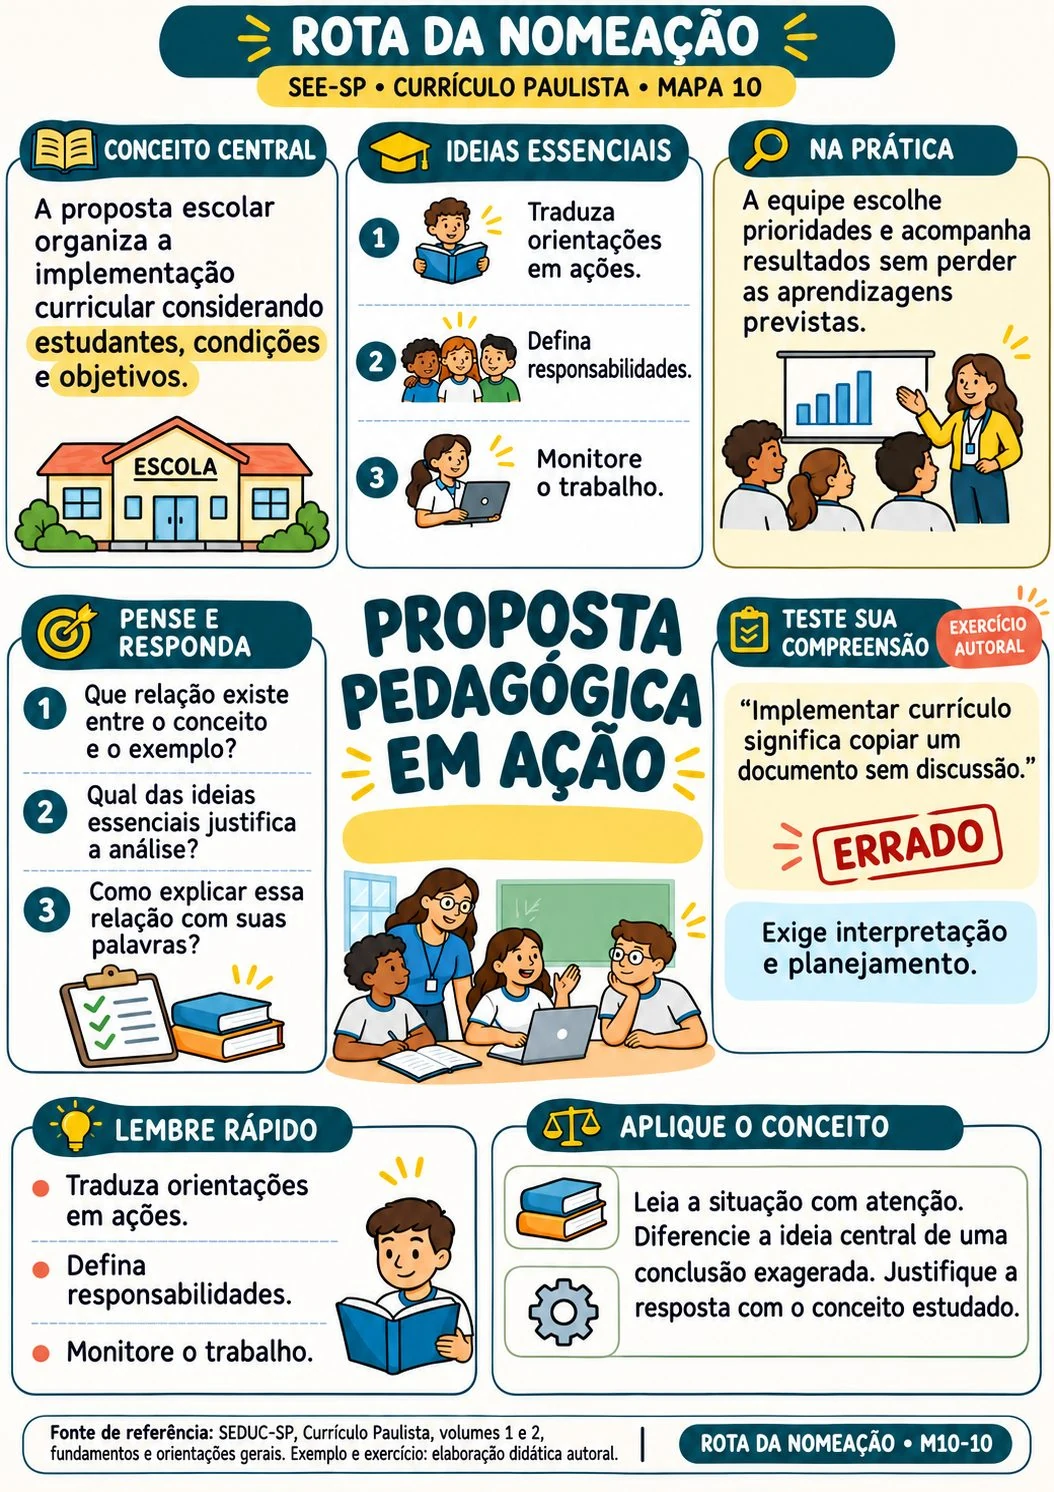 ROTA DA NOMEAÇÃO
SEE-SP • CURRÍCULO PAULISTA • MAPA 10
CONCEITO CENTRAL
A proposta escolar
organiza a
implementação
curricular considerando
estudantes, condições
e objetivos.
ESCOLA
IDEIAS ESSENCIAIS
1
Traduza
orientações
em ações.
2
Defina
responsabilidades.
3
Monitore
o trabalho.
NA PRÁTICA
A equipe escolhe
prioridades e acompanha
resultados sem perder
as aprendizagens
previstas.
PENSE E
RESPONDA
1
Que relação existe
entre o conceito
e o exemplo?
2
Qual das ideias
essenciais justifica
a análise?
3
Como explicar essa
relação com suas
palavras?
PROPOSTA
PEDAGÓGICA
EM AÇÃO
TESTE SUA
COMPREENSÃO
EXERCÍCIO
AUTORAL
“Implementar currículo
significa copiar um
documento sem discussão.”
ERRADO
Exige interpretação
e planejamento.
LEMBRE RÁPIDO
Traduza orientações
em ações.
Defina
responsabilidades.
Monitore o trabalho.
APLIQUE O CONCEITO
Leia a situação com atenção.
Diferencie a ideia central de uma
conclusão exagerada. Justifique a
resposta com o conceito estudado.
Fonte de referência: SEDUC-SP, Currículo Paulista, volumes 1 e 2,
fundamentos e orientações gerais. Exemplo e exercício: elaboração didática autoral.
ROTA DA NOMEAÇÃO • M10-10